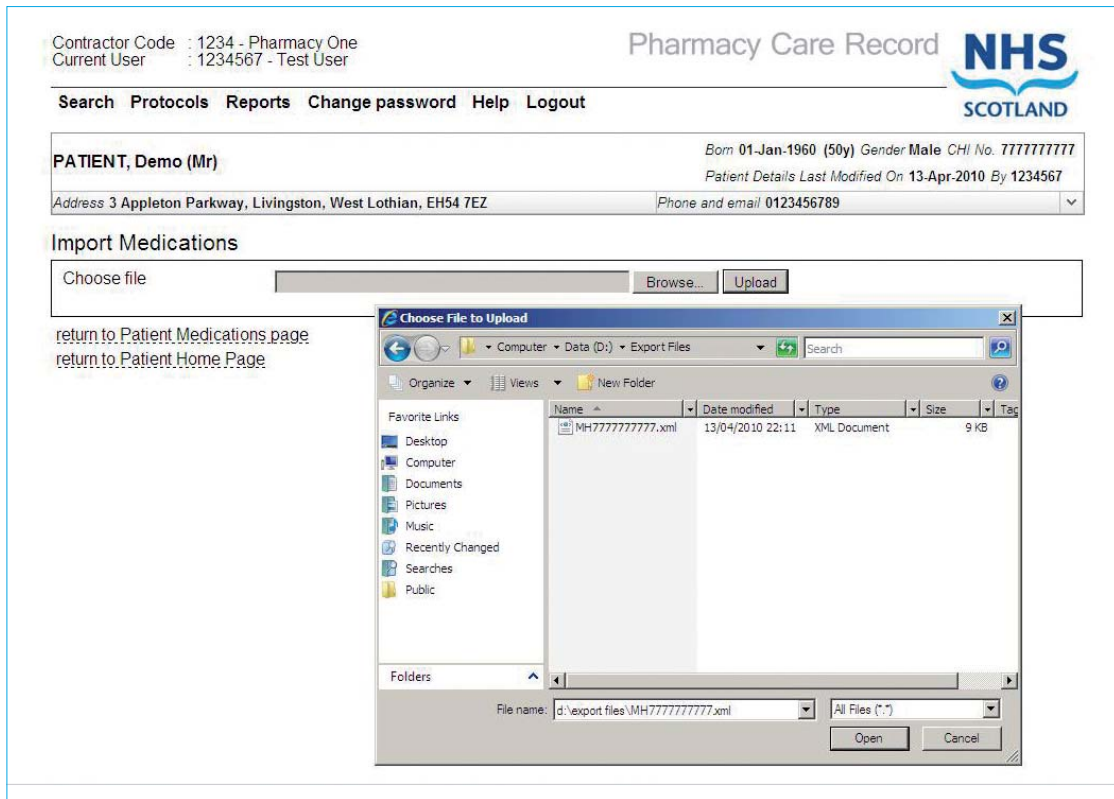 Contractor Code : 1234 - Pharmacy One
Current User : 1234567 - Test User
Pharmacy Care Record
NHS
SCOTLAND
Search Protocols Reports Change password Help Logout
PATIENT, Demo (Mr)
Born 01-Jan-1960 (50y) Gender Male CHI No. 7777777777
Patient Details Last Modified On 13-Apr-2010 By 1234567
Address 3 Appleton Parkway, Livingston, West Lothian, EH54 7EZ Phone and email 0123456789
Import Medications
Choose file Browse... Upload
return to Patient Medications page
return to Patient Home Page
Choose File to Upload
Computer Data (D:) Export Files Search
Organize Views New Folder
Favorite Links
Desktop
Computer
Documents
Pictures
Music
Recently Changed
Searches
Public
Folders
Name Date modified Type Size Tag
MH7777777777.xml 13/04/2010 22:11 XML Document 9 KB
File name: d:\export files\MH7777777777.xml All Files (*.*)
Open Cancel